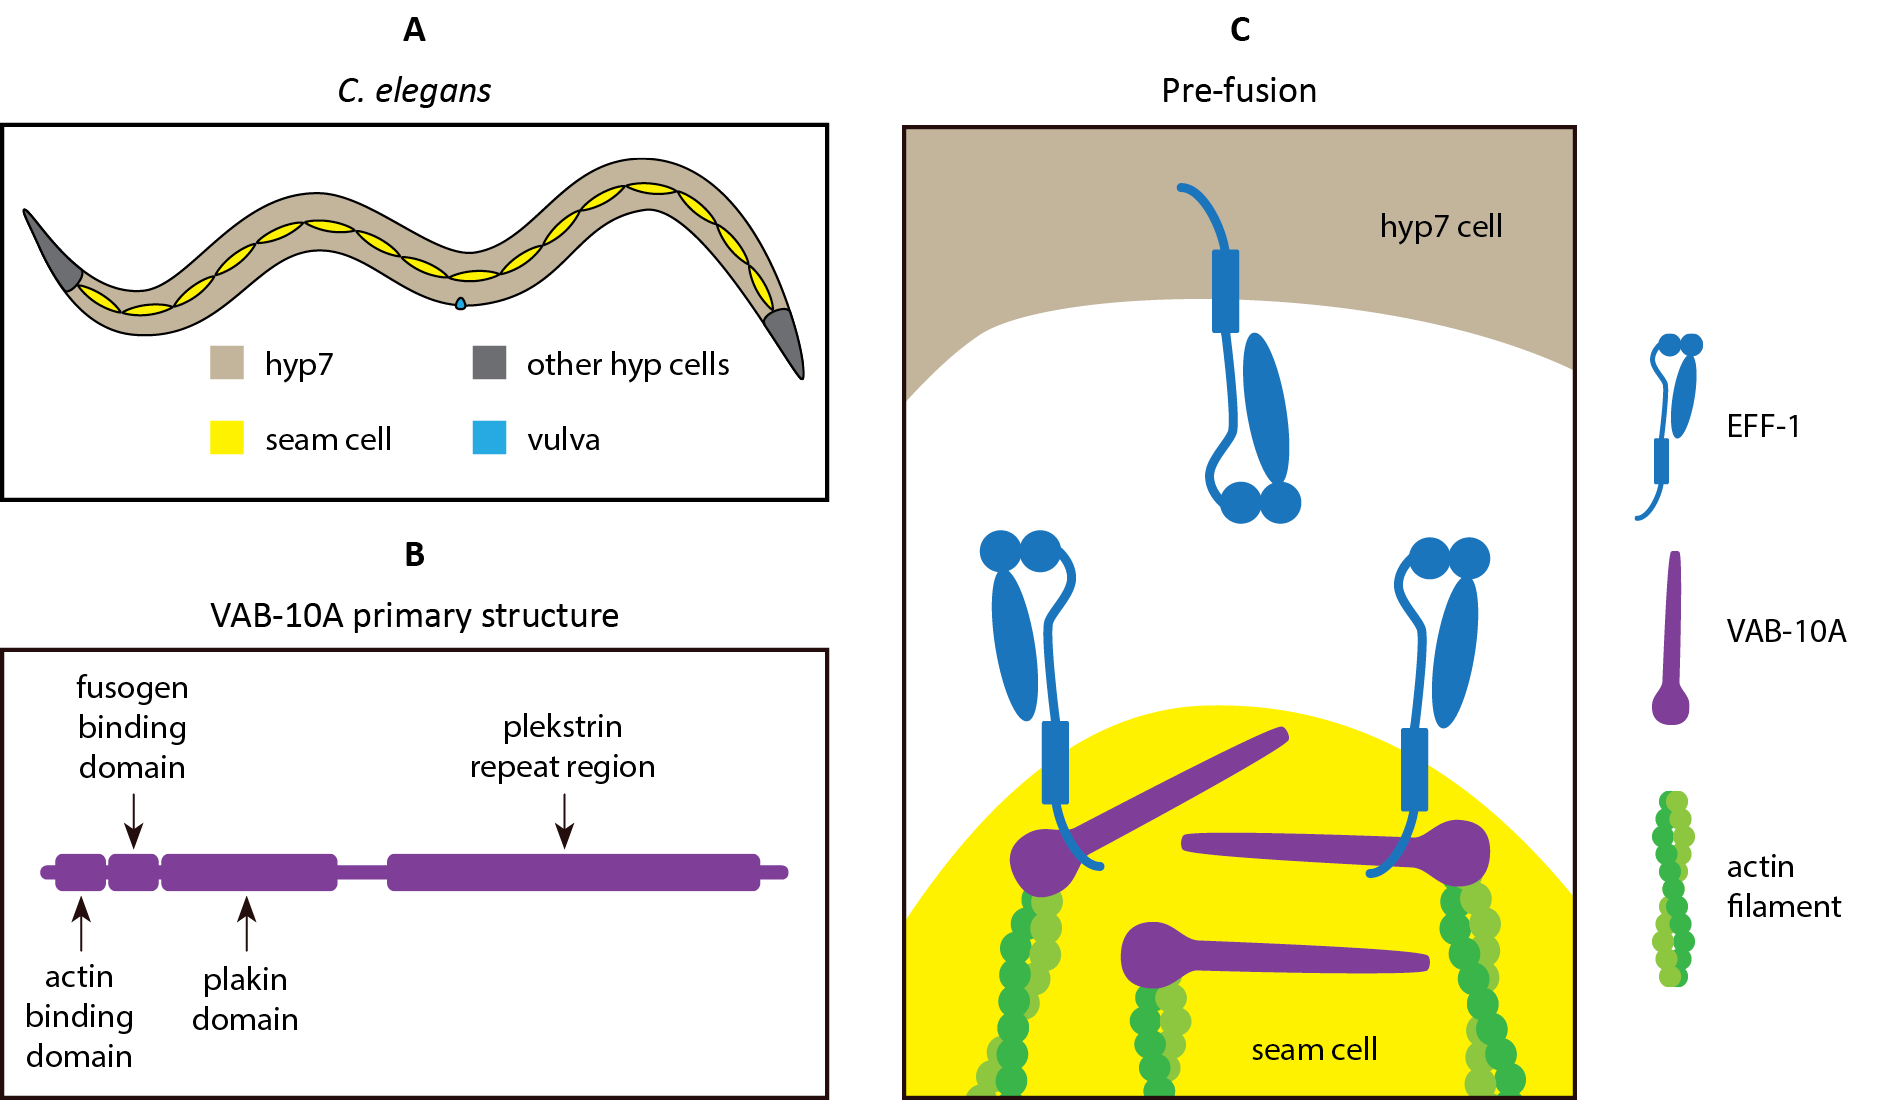 A
C. elegans
hyp7
other hyp cells
seam cell
vulva
B
VAB-10A primary structure
fusogen
binding
domain
plekstrin
repeat region
actin
binding
domain
plakin
domain
C
Pre-fusion
hyp7 cell
seam cell
EFF-1
VAB-10A
actin
filament